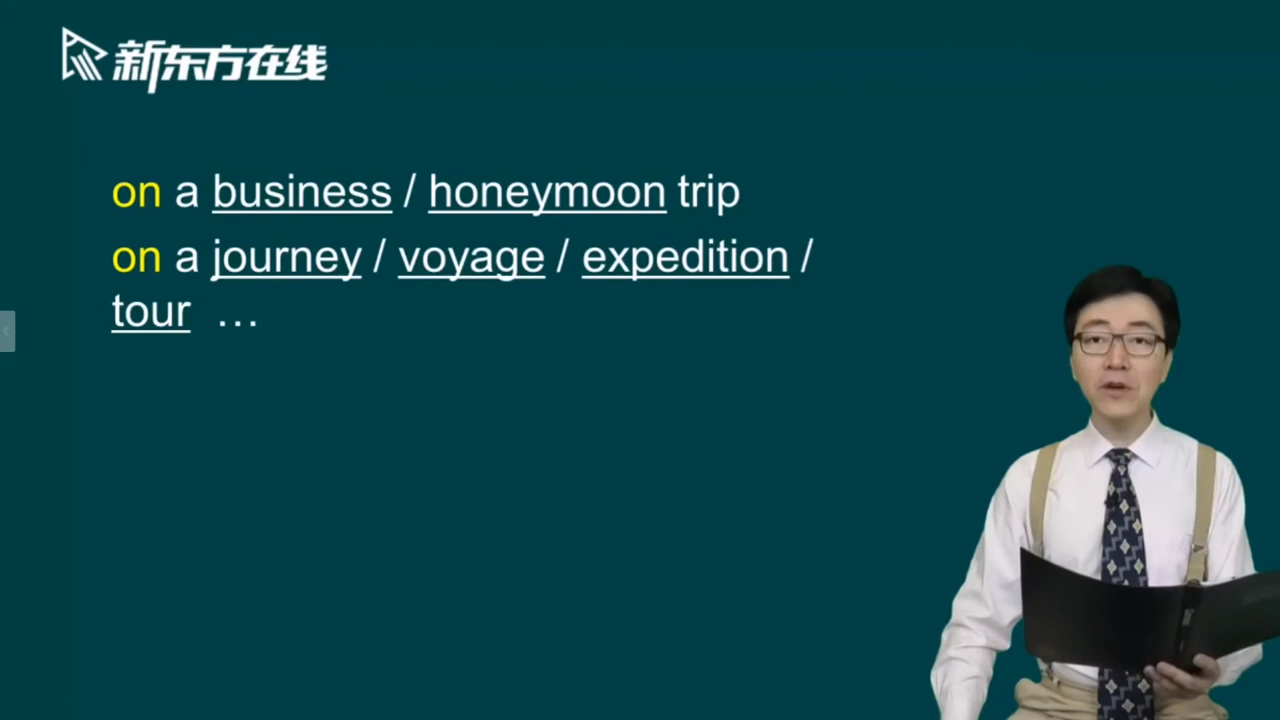 新东方在线
on a business / honeymoon trip
on a journey / voyage / expedition /
tour …